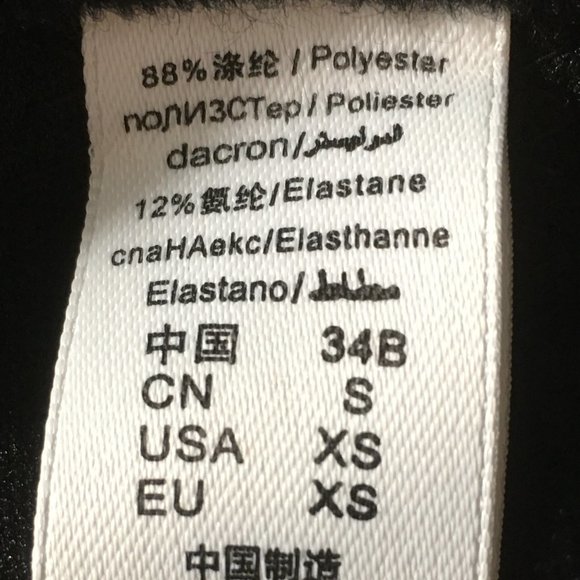 88%涤纶 / Polyester
полИЗСТер / Poliester
dacron/
12%氨纶/Elastane
cnaHAekc/Elasthanne
Elastano/
中国 34B
CN S
USA XS
EU XS
中国制造